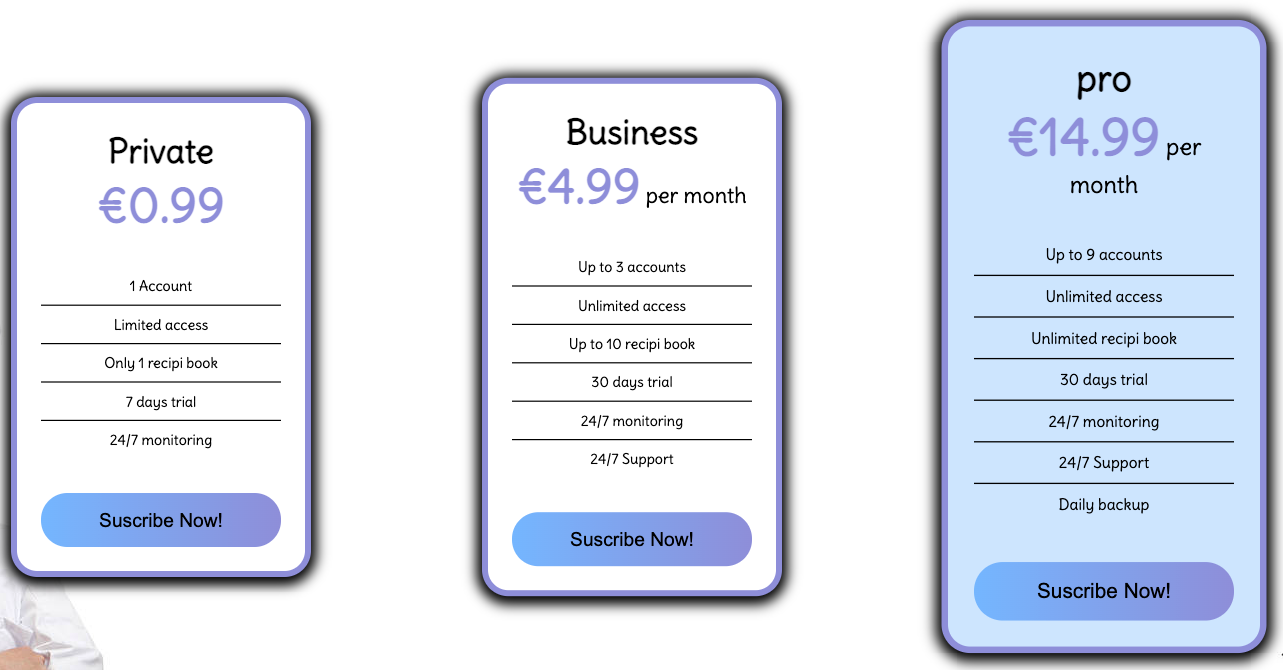 Private
€0.99
1 Account
Limited access
Only 1 recipi book
7 days trial
24/7 monitoring
Suscribe Now!
Business
€4.99 per month
Up to 3 accounts
Unlimited access
Up to 10 recipi book
30 days trial
24/7 monitoring
24/7 Support
Suscribe Now!
pro
€14.99 per
month
Up to 9 accounts
Unlimited access
Unlimited recipi book
30 days trial
24/7 monitoring
24/7 Support
Daily backup
Suscribe Now!